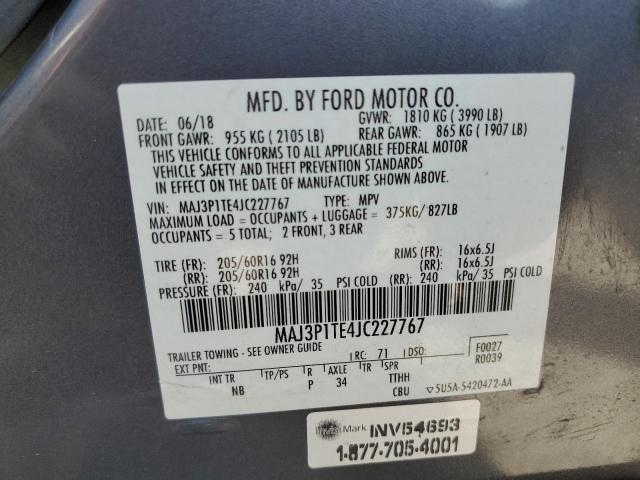 MFD. BY FORD MOTOR CO.
DATE: 06/18 GVWR: 1810 KG ( 3990 LB)
FRONT GAWR: 955 KG ( 2105 LB) REAR GAWR: 865 KG ( 1907 LB)
THIS VEHICLE CONFORMS TO ALL APPLICABLE FEDERAL MOTOR
VEHICLE SAFETY AND THEFT PREVENTION STANDARDS
IN EFFECT ON THE DATE OF MANUFACTURE SHOWN ABOVE.
VIN: MAJ3P1TE4JC227767 TYPE: MPV
MAXIMUM LOAD = OCCUPANTS + LUGGAGE = 375KG/ 827LB
OCCUPANTS = 5 TOTAL; 2 FRONT, 3 REAR
TIRE (FR): 205/60R16 92H RIMS (FR): 16x6.5J
(RR): 205/60R16 92H (RR): 16x6.5J
PRESSURE (FR): 240 kPa/ 35 PSI COLD (RR): 240 kPa/ 35 PSI COLD
MAJ3P1TE4JC227767
TRAILER TOWING - SEE OWNER GUIDE F0027
EXT PNT: RC: 71 DSO: R0039
INT TR TP/PS R AXLE TR SPR
NB P 34 TTHH
CBU 5U5A-5420472-AA
Mark INV54693
1-877-705-4001